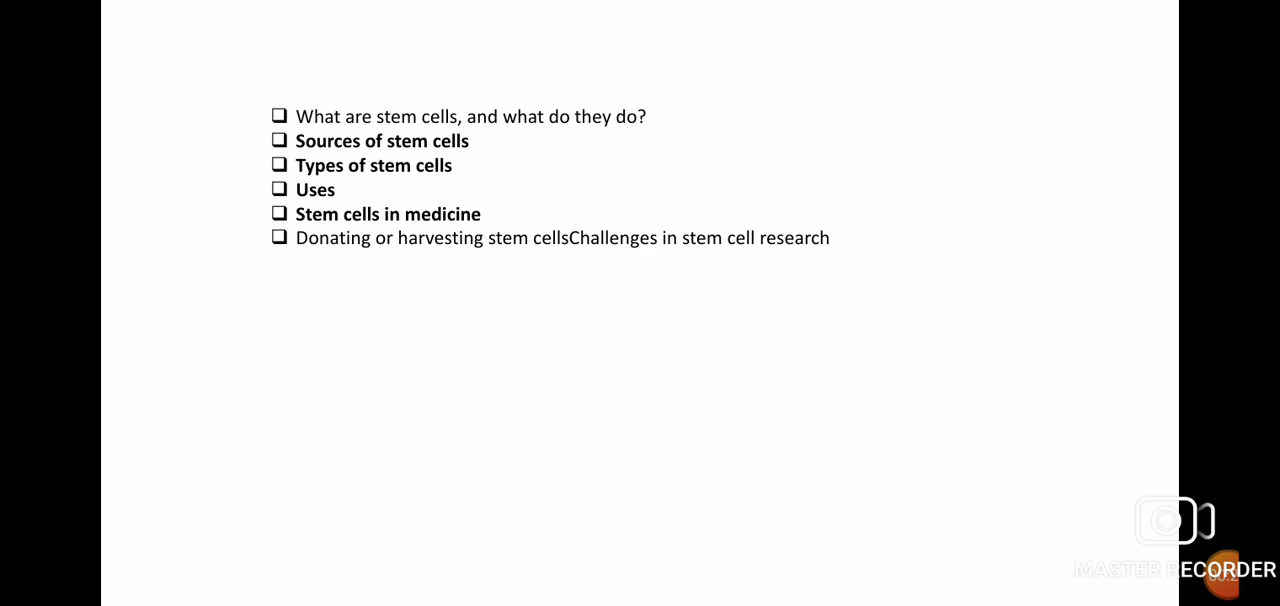 ❑ What are stem cells, and what do they do?
❑ Sources of stem cells
❑ Types of stem cells
❑ Uses
❑ Stem cells in medicine
❑ Donating or harvesting stem cellsChallenges in stem cell research
MASTER RECORDER